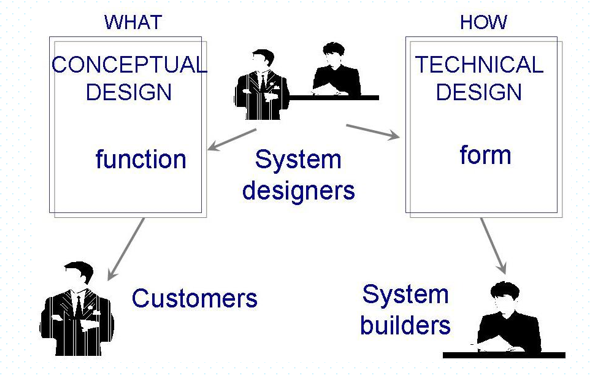 WHAT
HOW
CONCEPTUAL
DESIGN
TECHNICAL
DESIGN
function
System
designers
form
Customers
System
builders